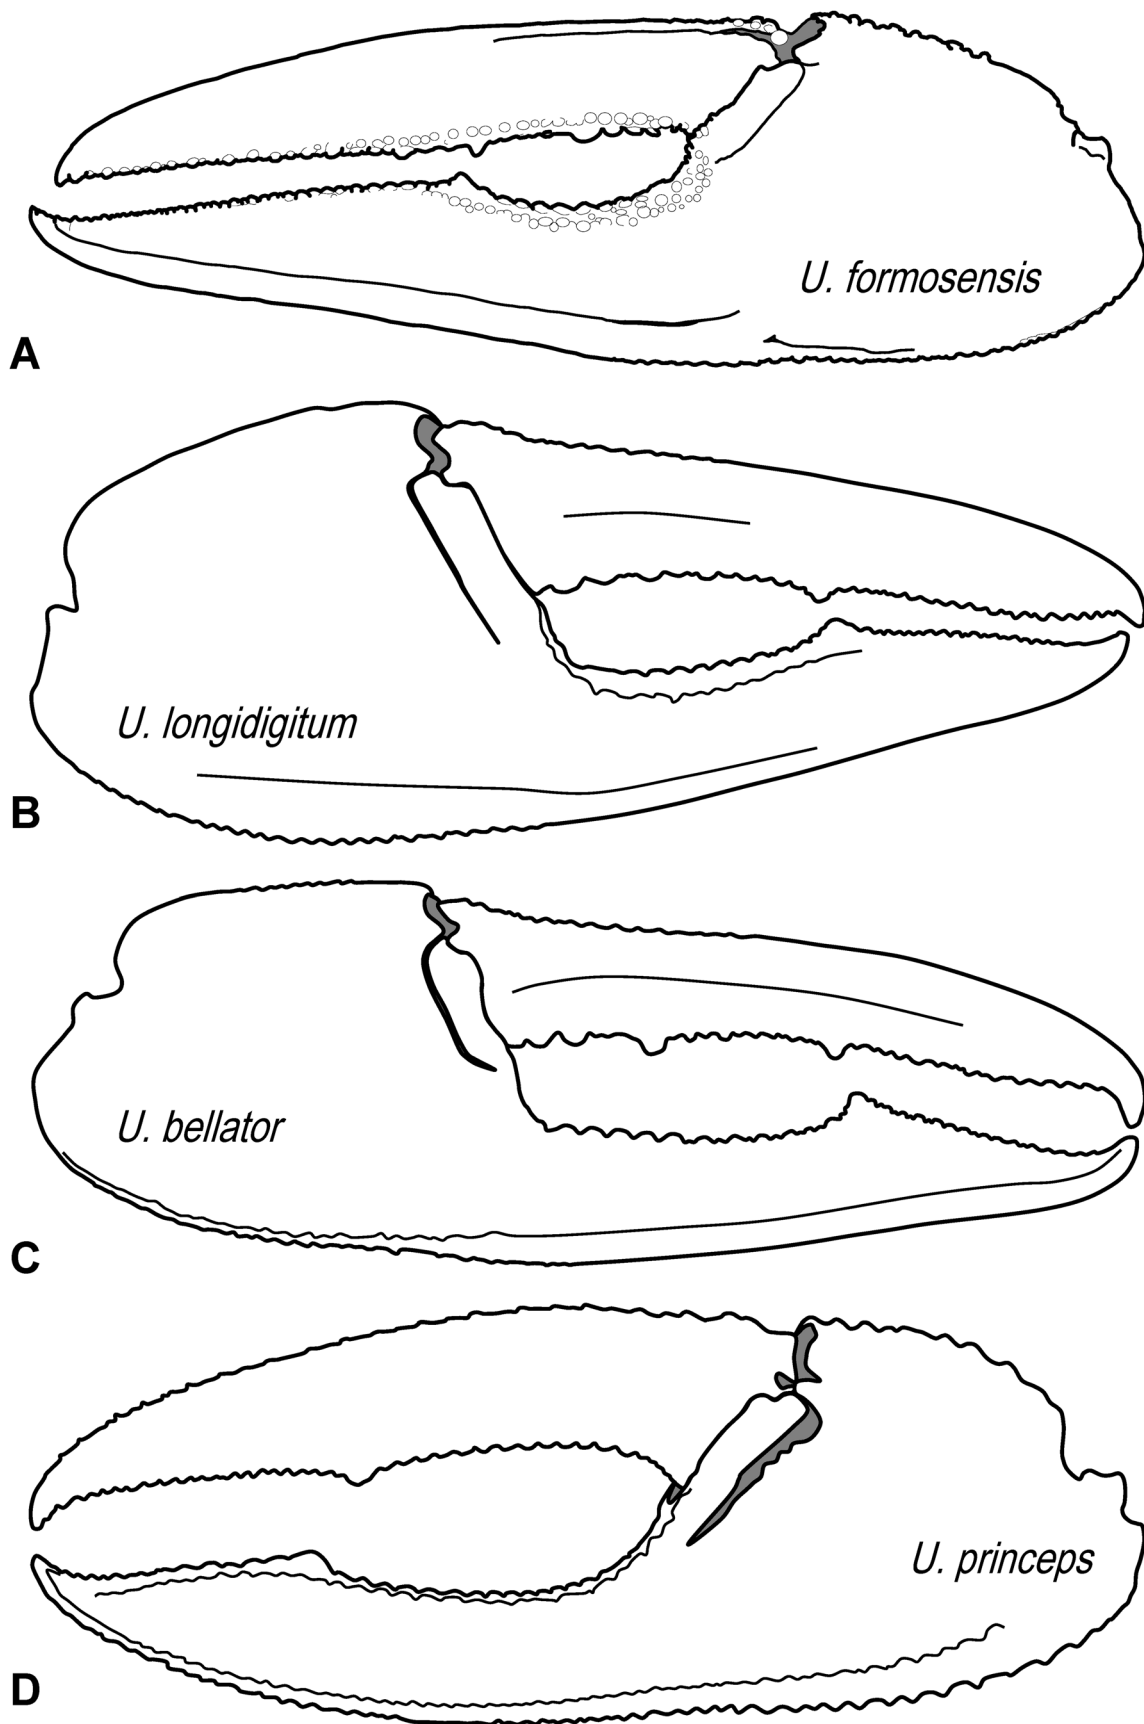 U. formosensis
A
U. longidigitum
B
U. bellator
C
U. princeps
D